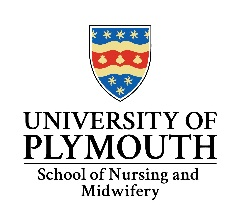 UNIVERSITY OF
PLYMOUTH
School of Nursing and
Midwifery